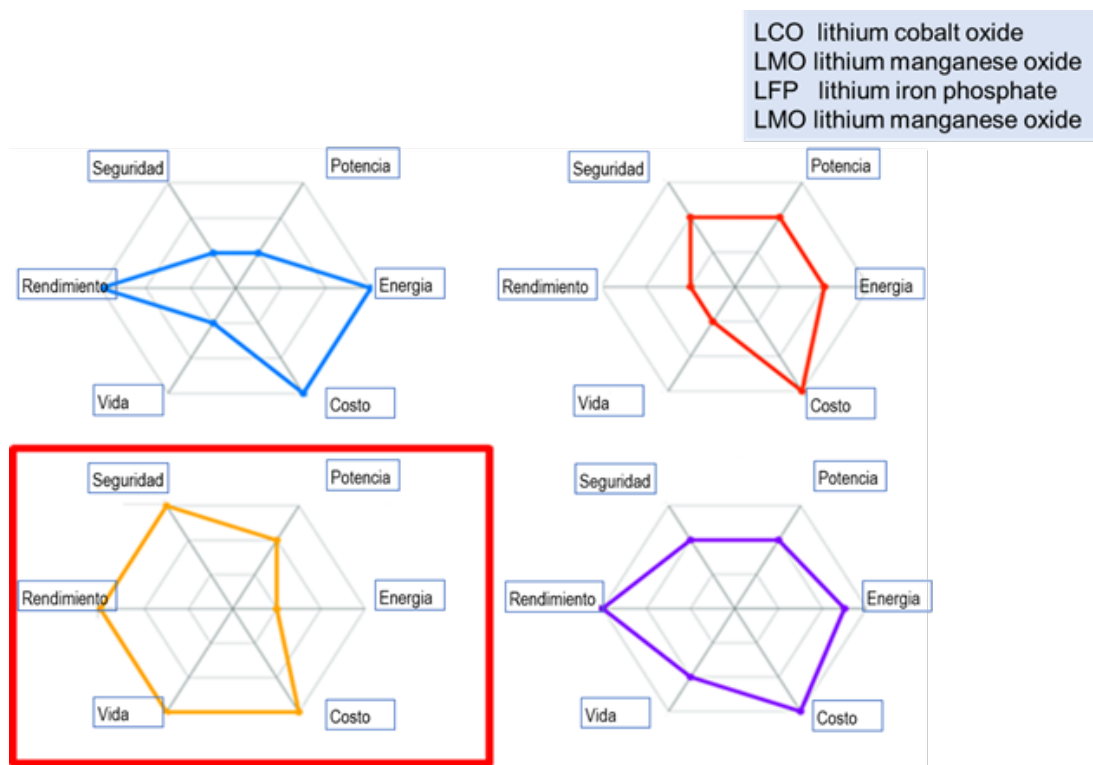 LCO lithium cobalt oxide
LMO lithium manganese oxide
LFP lithium iron phosphate
LMO lithium manganese oxide
Seguridad
Potencia
Rendimiento
Energia
Vida
Costo
Seguridad
Potencia
Rendimiento
Energia
Vida
Costo
Seguridad
Potencia
Rendimiento
Energia
Vida
Costo
Seguridad
Potencia
Rendimiento
Energia
Vida
Costo